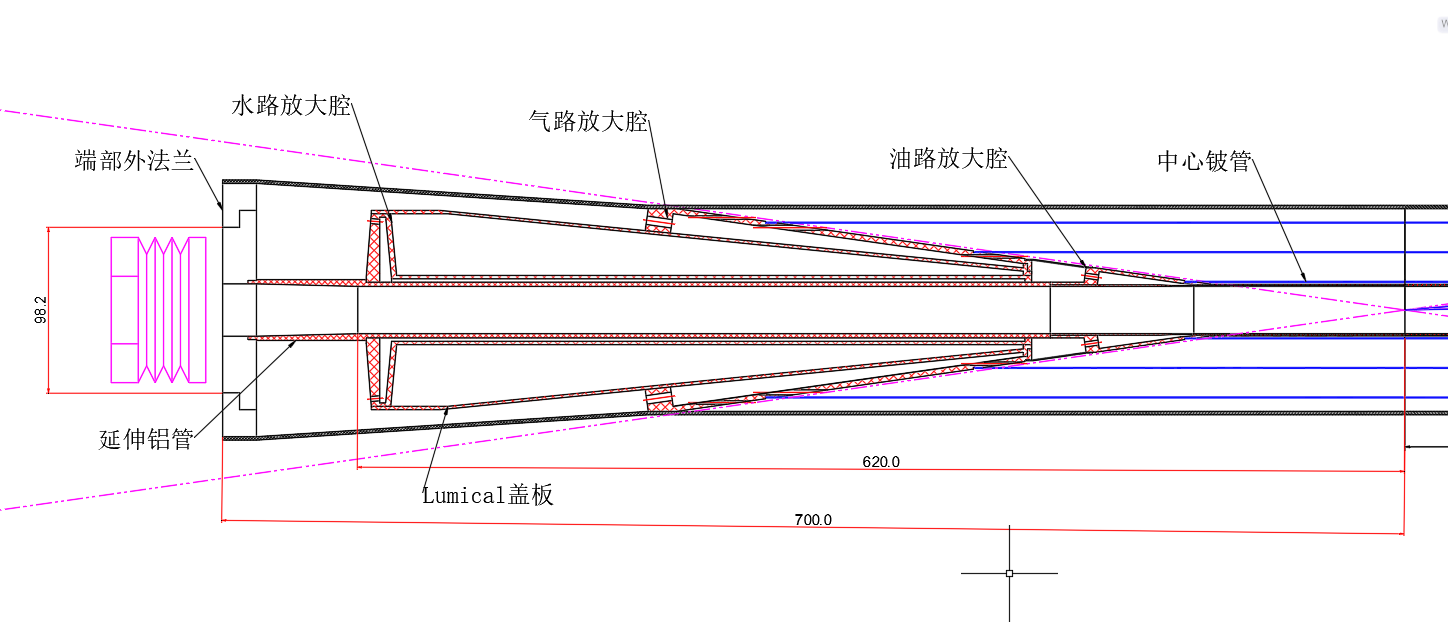 水路放大腔
气路放大腔
端部外法兰
油路放大腔
中心铍管
98.2
延伸铝管
620.0
Lumical盖板
700.0